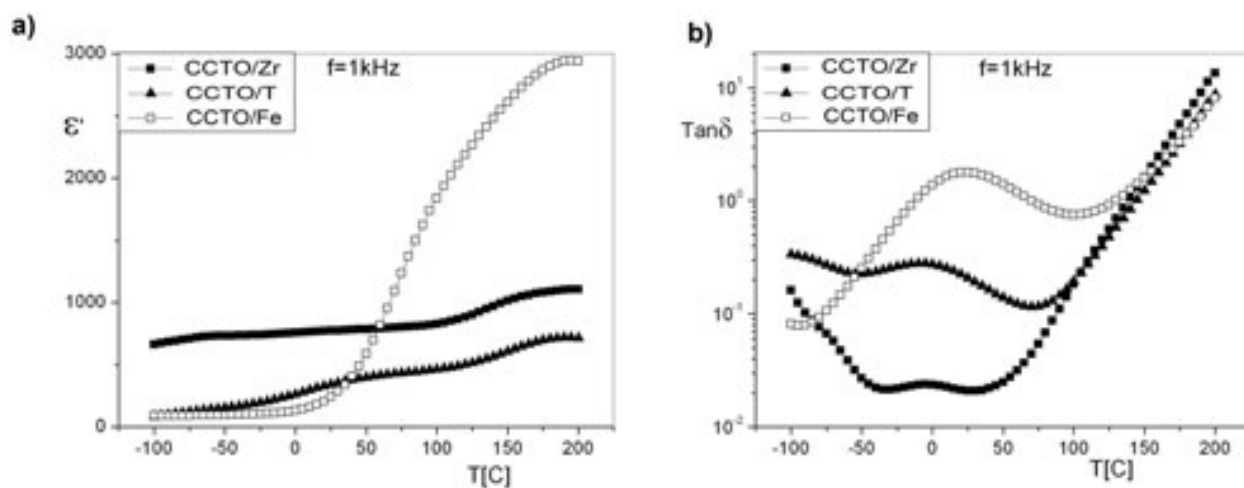 a)
3000
2000
1000
0
ε'
CCTO/Zr
CCTO/T
CCTO/Fe
f=1kHz
-100 -50 0 50 100 150 200
T[C]
b)
10¹
10⁰
10⁻¹
10⁻²
Tanδ
CCTO/Zr
CCTO/T
CCTO/Fe
f=1kHz
-100 -50 0 50 100 150 200
T[C]